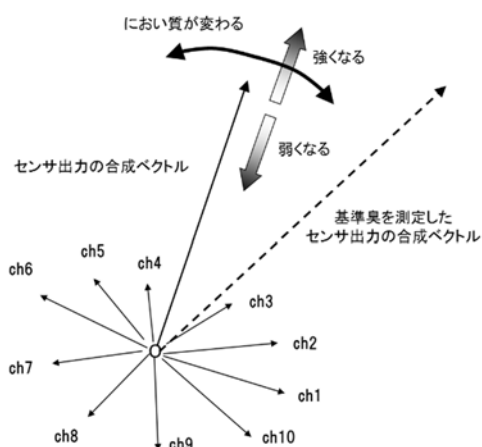 におい質が変わる
強くなる
弱くなる
センサ出力の合成ベクトル
基準臭を測定した
センサ出力の合成ベクトル
ch4
ch5
ch6
ch3
ch2
ch7
ch1
ch8
ch9
ch10
O